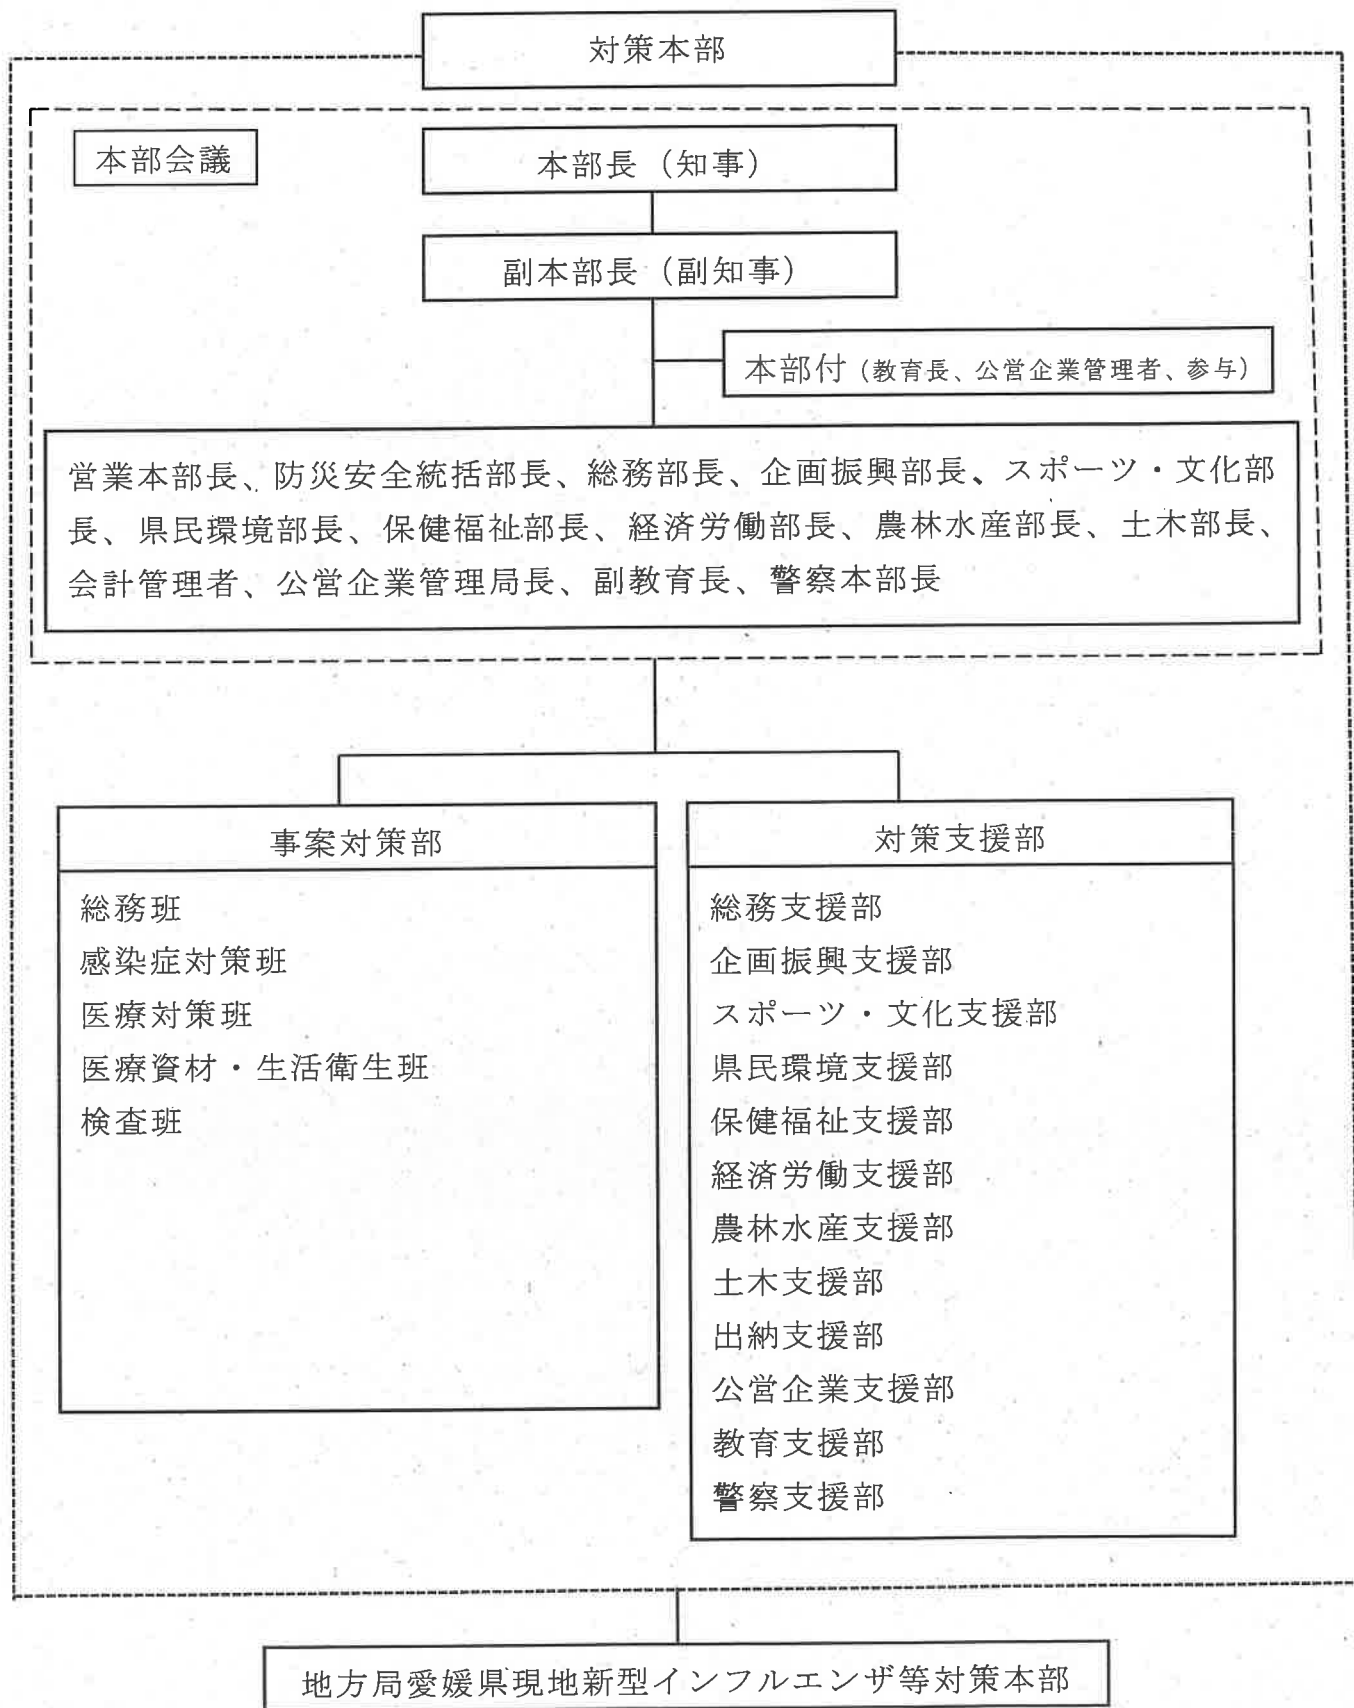 対策本部
本部会議
本部長（知事）
副本部長（副知事）
本部付（教育長、公営企業管理者、参与）
営業本部長、防災安全統括部長、総務部長、企画振興部長、スポーツ・文化部
長、県民環境部長、保健福祉部長、経済労働部長、農林水産部長、土木部長、
会計管理者、公営企業管理局長、副教育長、警察本部長
事案対策部
総務班
感染症対策班
医療対策班
医療資材・生活衛生班
検査班
対策支援部
総務支援部
企画振興支援部
スポーツ・文化支援部
県民環境支援部
保健福祉支援部
経済労働支援部
農林水産支援部
土木支援部
出納支援部
公営企業支援部
教育支援部
警察支援部
地方局愛媛県現地新型インフルエンザ等対策本部